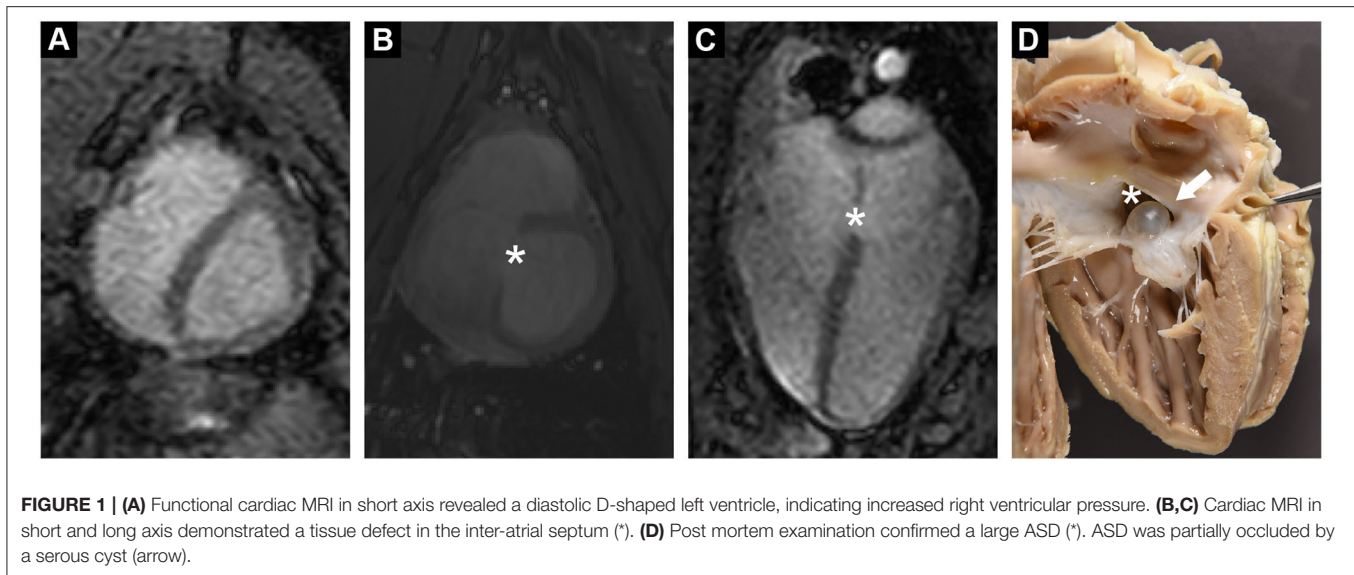 A
B
C
D
*
*
*
FIGURE 1 | (A) Functional cardiac MRI in short axis revealed a diastolic D-shaped left ventricle, indicating increased right ventricular pressure. (B,C) Cardiac MRI in
short and long axis demonstrated a tissue defect in the inter-atrial septum (*). (D) Post mortem examination confirmed a large ASD (*). ASD was partially occluded by
a serous cyst (arrow).